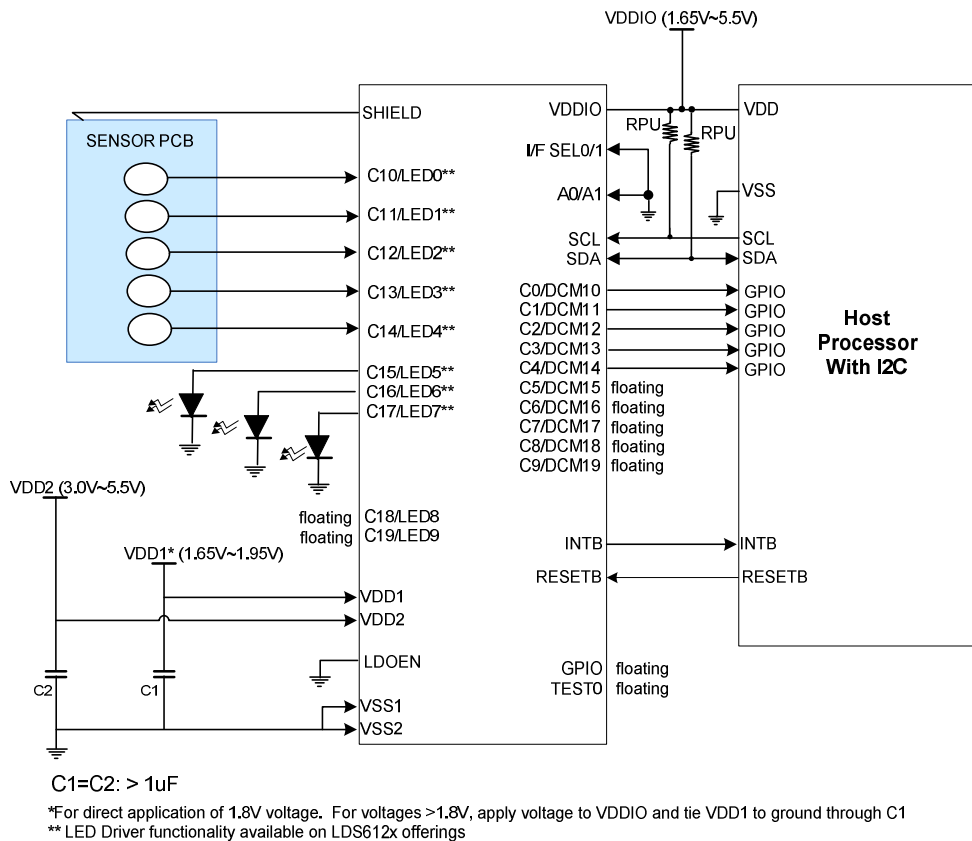 VDDIO (1.65V~5.5V)
SHIELD
SENSOR PCB
C10/LED0**
C11/LED1**
C12/LED2**
C13/LED3**
C14/LED4**
C15/LED5**
C16/LED6**
C17/LED7**
VDD2 (3.0V~5.5V)
floating C18/LED8
floating C19/LED9
VDD1* (1.65V~1.95V)
VDD1
VDD2
LDOEN
C2
C1
VSS1
VSS2
VDDIO
RPU
RPU
I/F SEL0/1
A0/A1
SCL
SDA
C0/DCM10
C1/DCM11
C2/DCM12
C3/DCM13
C4/DCM14
C5/DCM15 floating
C6/DCM16 floating
C7/DCM17 floating
C8/DCM18 floating
C9/DCM19 floating
INTB
RESETB
GPIO floating
TEST0 floating
VDD
VSS
SCL
SDA
GPIO
GPIO
GPIO
GPIO
GPIO
Host
Processor
With I2C
INTB
RESETB
C1=C2: > 1uF
*For direct application of 1.8V voltage. For voltages >1.8V, apply voltage to VDDIO and tie VDD1 to ground through C1
** LED Driver functionality available on LDS612x offerings